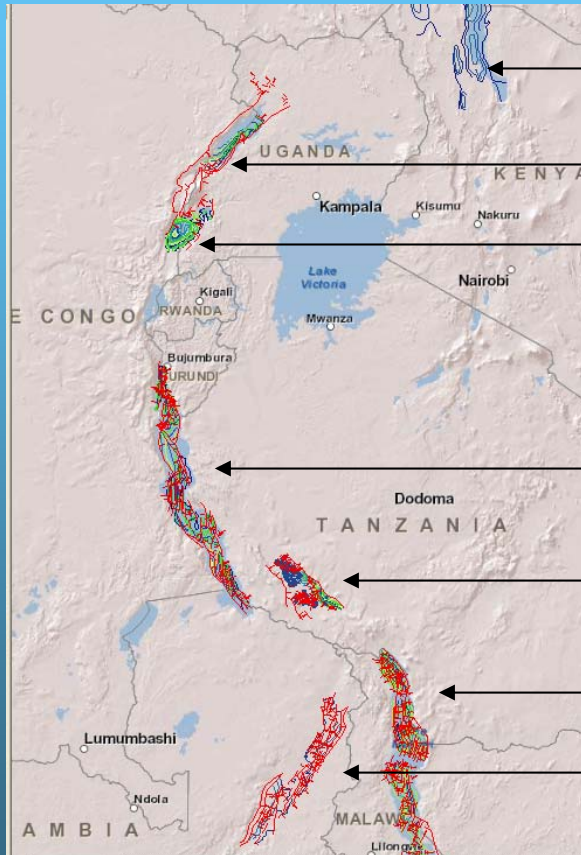 UGANDA
KENYA
Kampala
Kisumu
Nakuru
Lake
Victoria
Nairobi
Kigali
E CONGO
RWANDA
Mwanza
Bujumbura
URUNDI
Dodoma
TANZANIA
Lumumbashi
Ndola
MALAW
AMBIA
Lilongwe